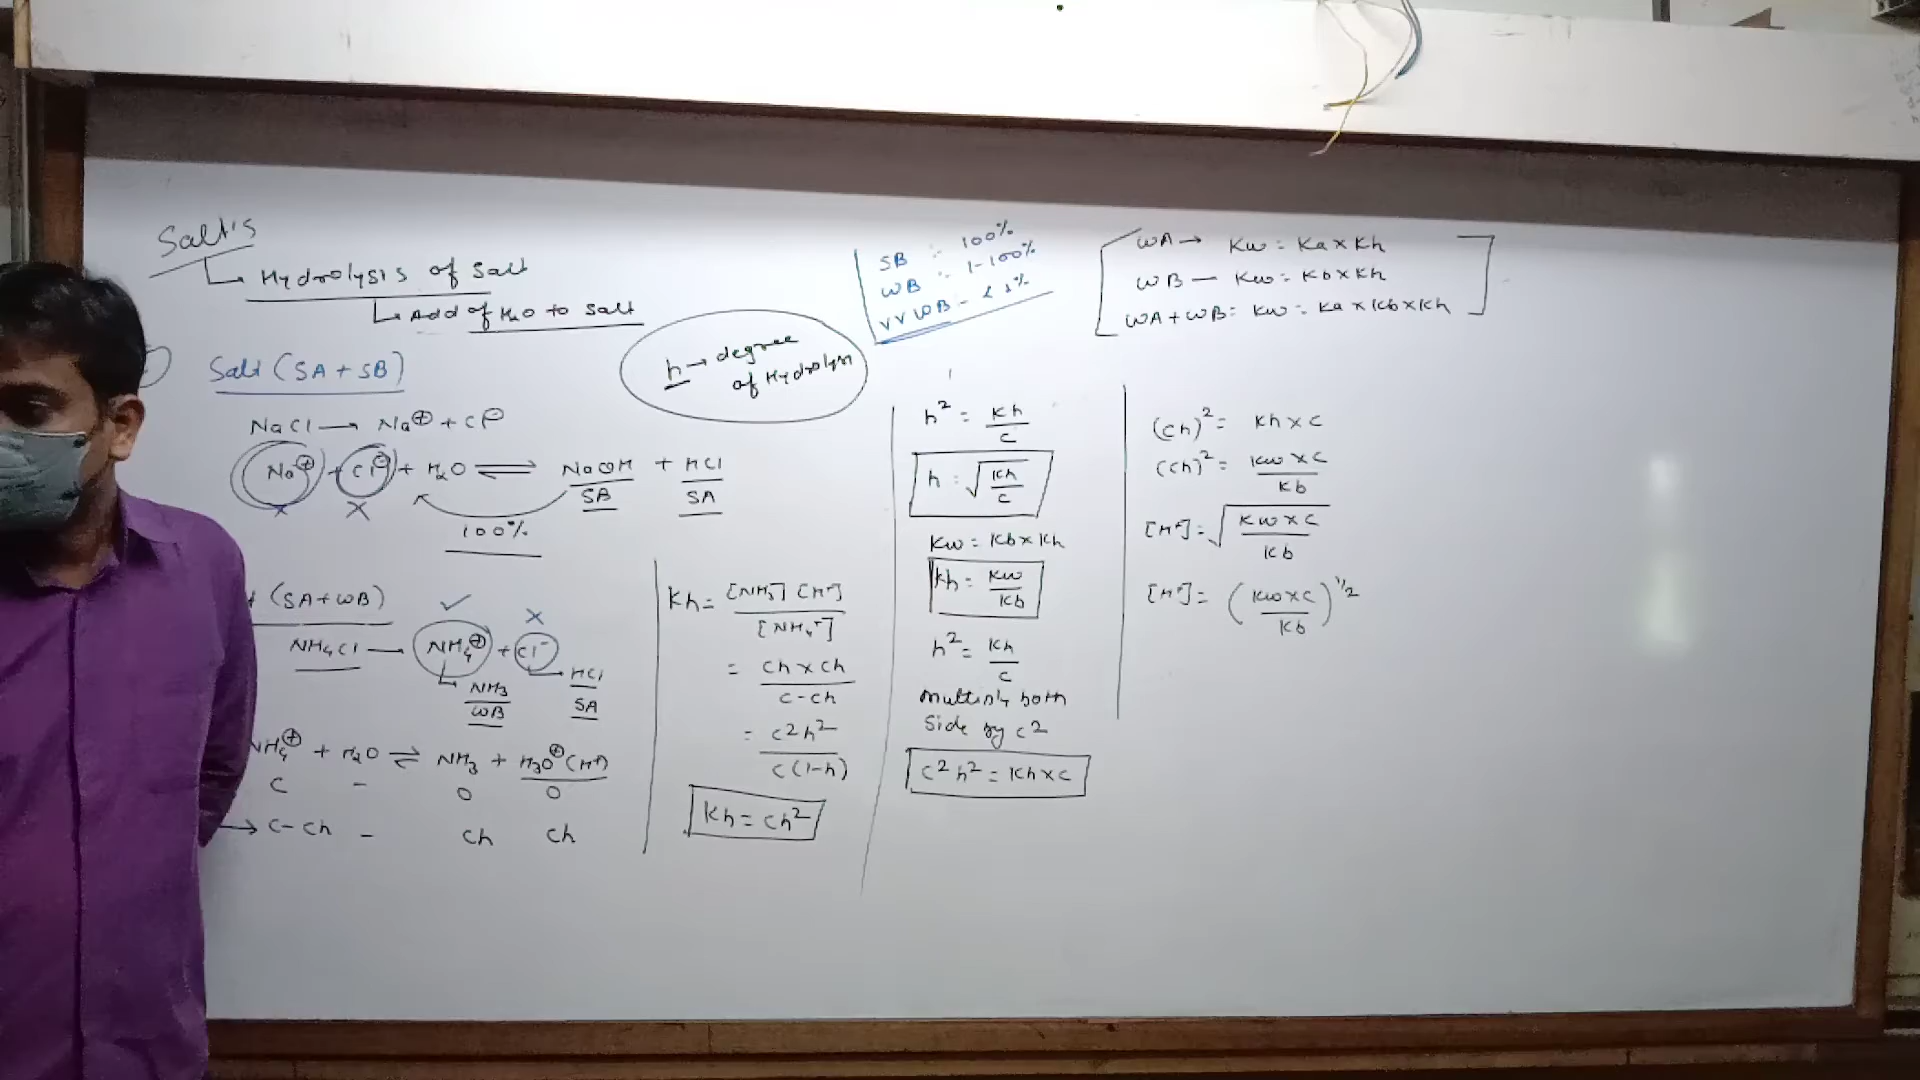 Salt's
Hydrolysis of Salt
Add of H2O to Salt
Salt (SA + SB)
NaCl → Na⊕ + Cl⊖
Na⊕ + Cl⊖ + H2O ⇌ NaOH + HCl
SB SA
100%
(SA + WB)
NH4Cl → NH4⊕ + Cl⁻
NH3 HCl
WB SA
NH4⊕ + H2O ⇌ NH3 + H3O⊕ (H⁺)
C - O O
→ C-Ch - Ch Ch
h → degree
of Hydrolysis
SB : 100%
WB : 1-100%
VVWB - < 1%
WA → Kw = Ka × Kh
WB — Kw = Kb × Kh
WA + WB = Kw = Ka × Kb × Kh
Kh = [NH3] [H⁺] / [NH4⁺]
= Ch × Ch / C-Ch
= C2h2 / C(1-h)
Kh = Ch2
h2 = Kh / C
h = √Kh / C
Kw = Kb × Kh
Kh = Kw / Kb
h2 = Kh / C
Multiply both
side by C2
C2h2 = Kh × C
(Ch)2 = Kh × C
(Ch)2 = Kw × C / Kb
[H⁺] = √Kw × C / Kb
[H⁺] = (Kw × C / Kb)1/2